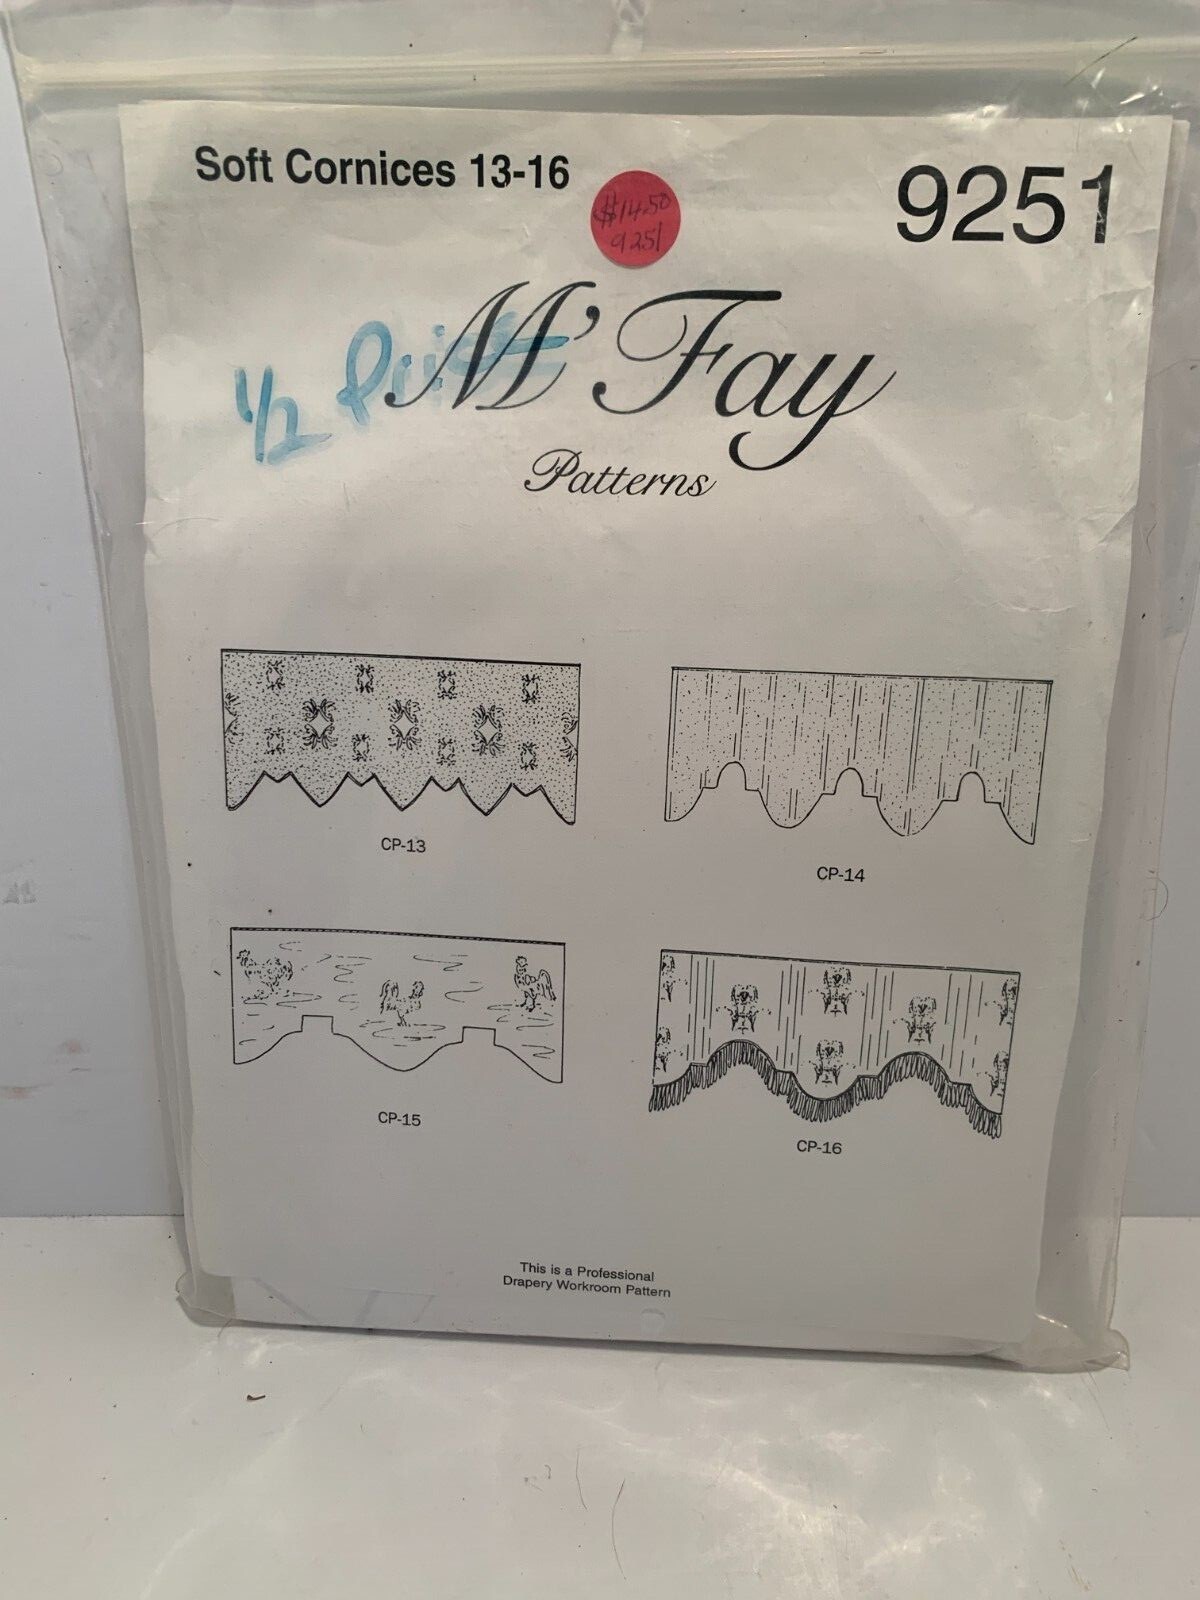 Soft Cornices 13-16
9251
$14.50
9251
1/2 Price
M'Fay
Patterns
CP-13
CP-14
CP-15
CP-16
This is a Professional
Drapery Workroom Pattern